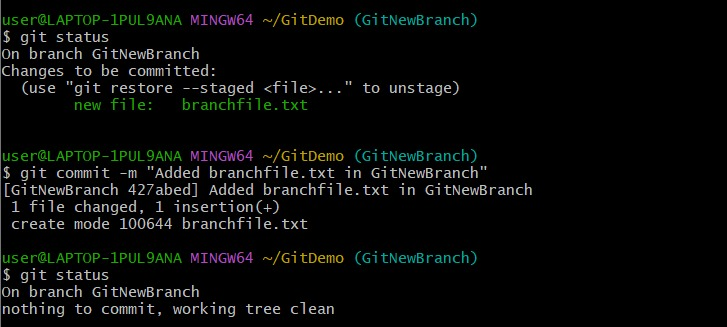 user@LAPTOP-1PUL9ANA MINGW64 ~/GitDemo (GitNewBranch)
$ git status
On branch GitNewBranch
Changes to be committed:
  (use "git restore --staged <file>..." to unstage)
        new file:   branchfile.txt
user@LAPTOP-1PUL9ANA MINGW64 ~/GitDemo (GitNewBranch)
$ git commit -m "Added branchfile.txt in GitNewBranch"
[GitNewBranch 427abed] Added branchfile.txt in GitNewBranch
 1 file changed, 1 insertion(+)
 create mode 100644 branchfile.txt
user@LAPTOP-1PUL9ANA MINGW64 ~/GitDemo (GitNewBranch)
$ git status
On branch GitNewBranch
nothing to commit, working tree clean